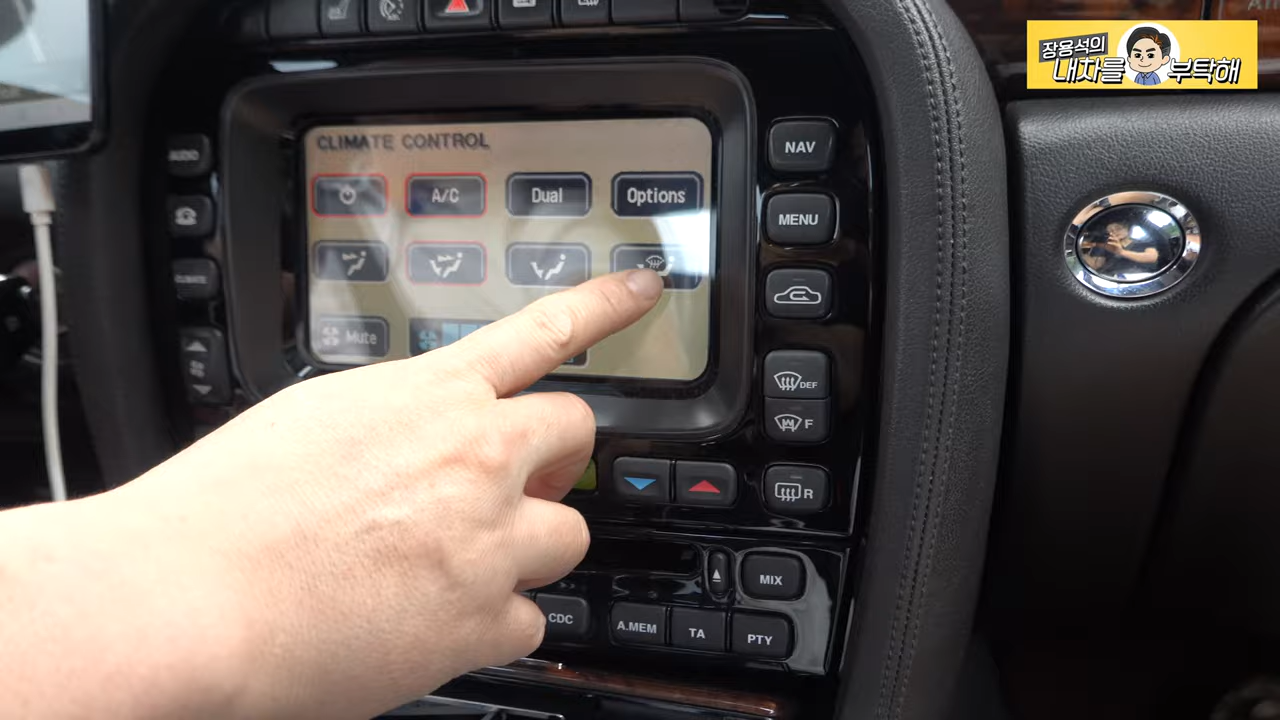 장용석의
내차를 부탁해
CLIMATE CONTROL
A/C
Dual
Options
Mute
AUDIO
CLIMATE
NAV
MENU
DEF
F
R
MIX
CDC
A.MEM
TA
PTY